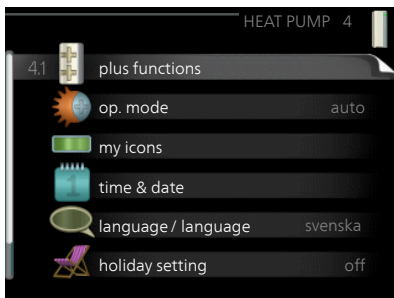 HEAT PUMP 4
4.1 plus functions
op. mode auto
my icons
1
time & date
language / language svenska
holiday setting off